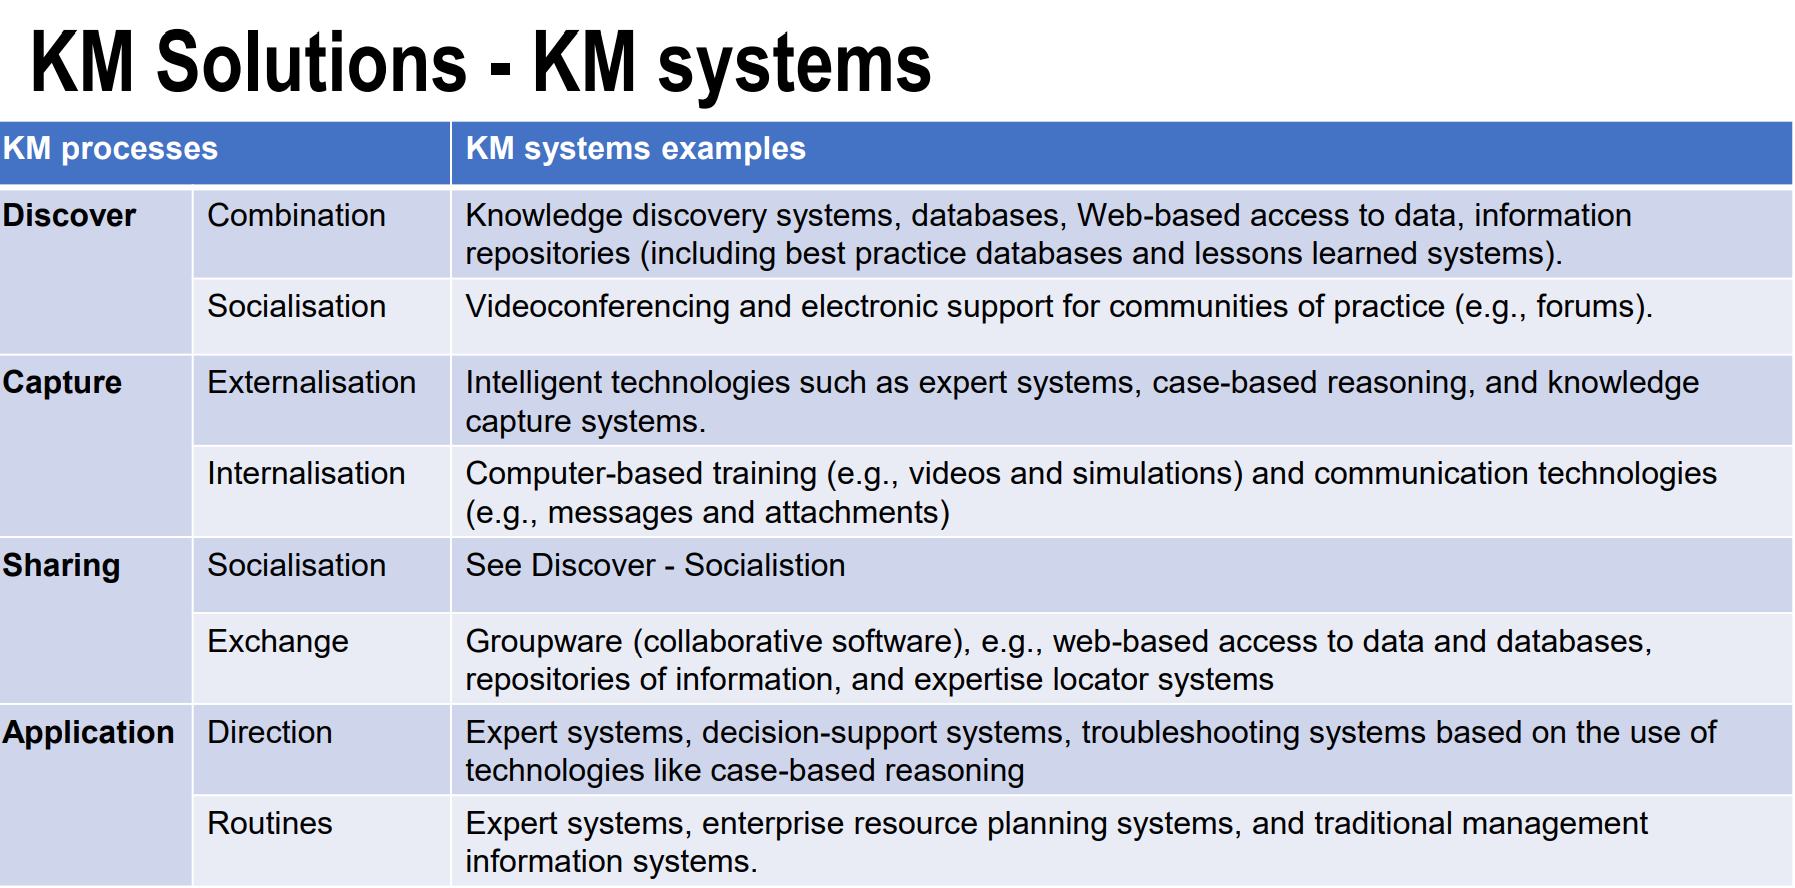 KM Solutions - KM systems
KM processes
KM systems examples
Discover
Combination
Knowledge discovery systems, databases, Web-based access to data, information
repositories (including best practice databases and lessons learned systems).
Socialisation
Videoconferencing and electronic support for communities of practice (e.g., forums).
Capture
Externalisation
Intelligent technologies such as expert systems, case-based reasoning, and knowledge
capture systems.
Internalisation
Computer-based training (e.g., videos and simulations) and communication technologies
(e.g., messages and attachments)
Sharing
Socialisation
See Discover - Socialistion
Exchange
Groupware (collaborative software), e.g., web-based access to data and databases,
repositories of information, and expertise locator systems
Application
Direction
Expert systems, decision-support systems, troubleshooting systems based on the use of
technologies like case-based reasoning
Routines
Expert systems, enterprise resource planning systems, and traditional management
information systems.